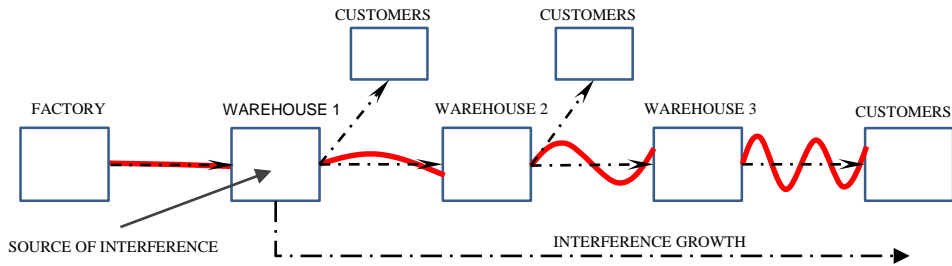 CUSTOMERS
CUSTOMERS
FACTORY
WAREHOUSE 1
WAREHOUSE 2
WAREHOUSE 3
CUSTOMERS
SOURCE OF INTERFERENCE
INTERFERENCE GROWTH